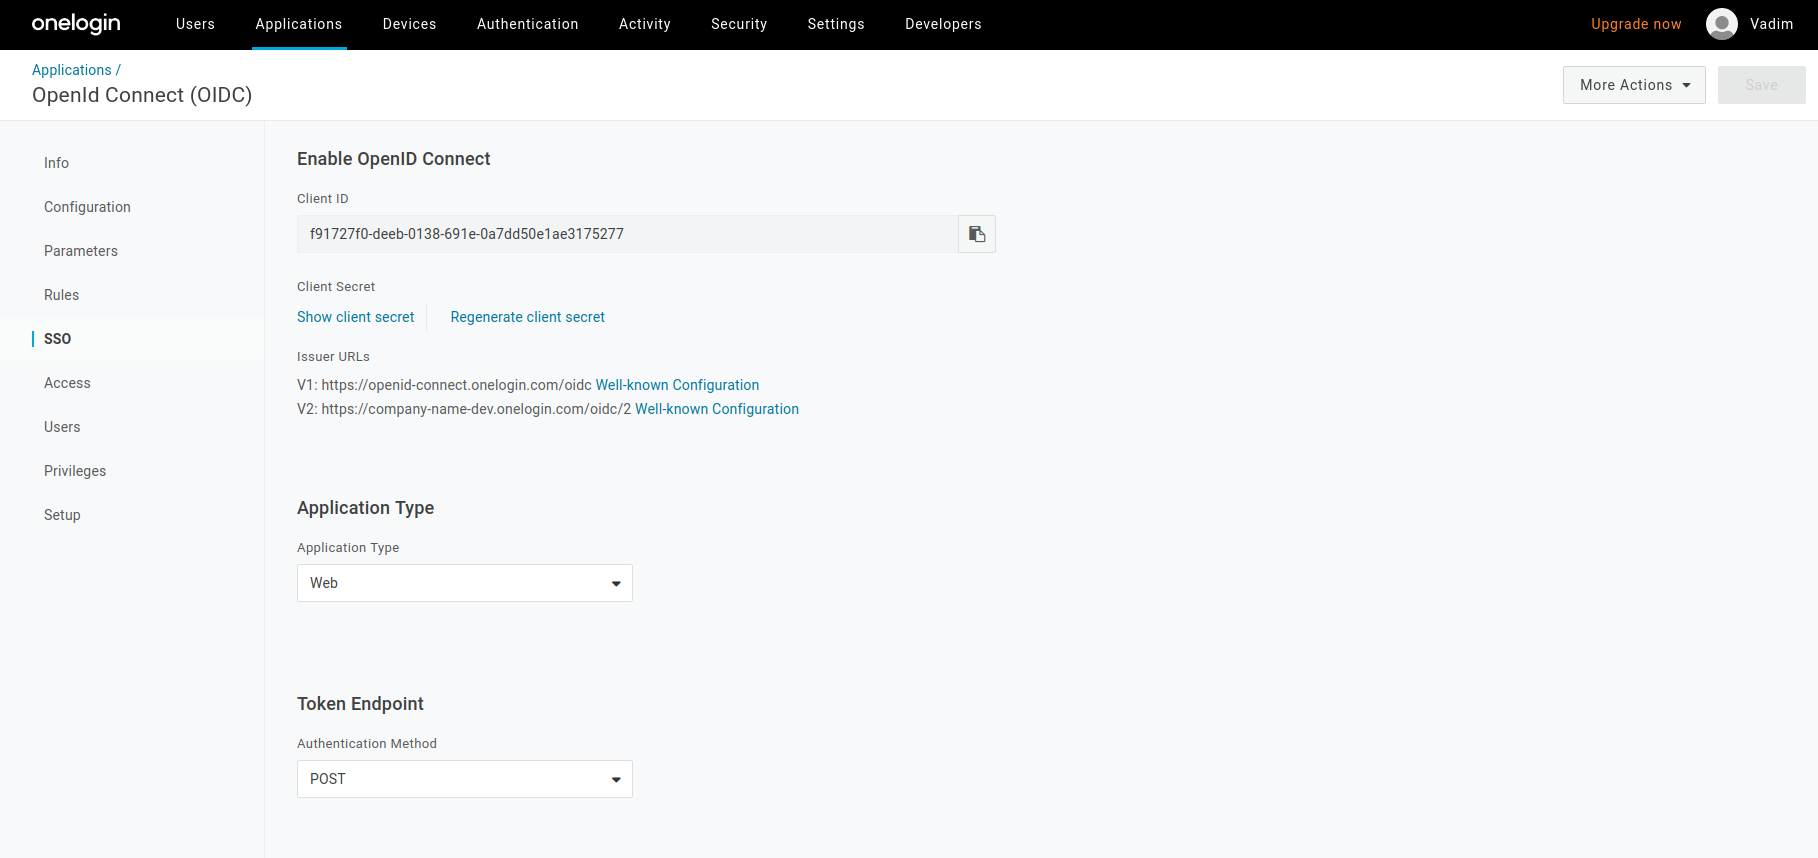 onelogin Users Applications Devices Authentication Activity Security Settings Developers Upgrade now Vadim
Applications /
OpenId Connect (OIDC)
More Actions Save
Info
Configuration
Parameters
Rules
SSO
Access
Users
Privileges
Setup
Enable OpenID Connect
Client ID
f91727f0-deeb-0138-691e-0a7dd50e1ae3175277
Client Secret
Show client secret Regenerate client secret
Issuer URLs
V1: https://openid-connect.onelogin.com/oidc Well-known Configuration
V2: https://company-name-dev.onelogin.com/oidc/2 Well-known Configuration
Application Type
Application Type
Web
Token Endpoint
Authentication Method
POST